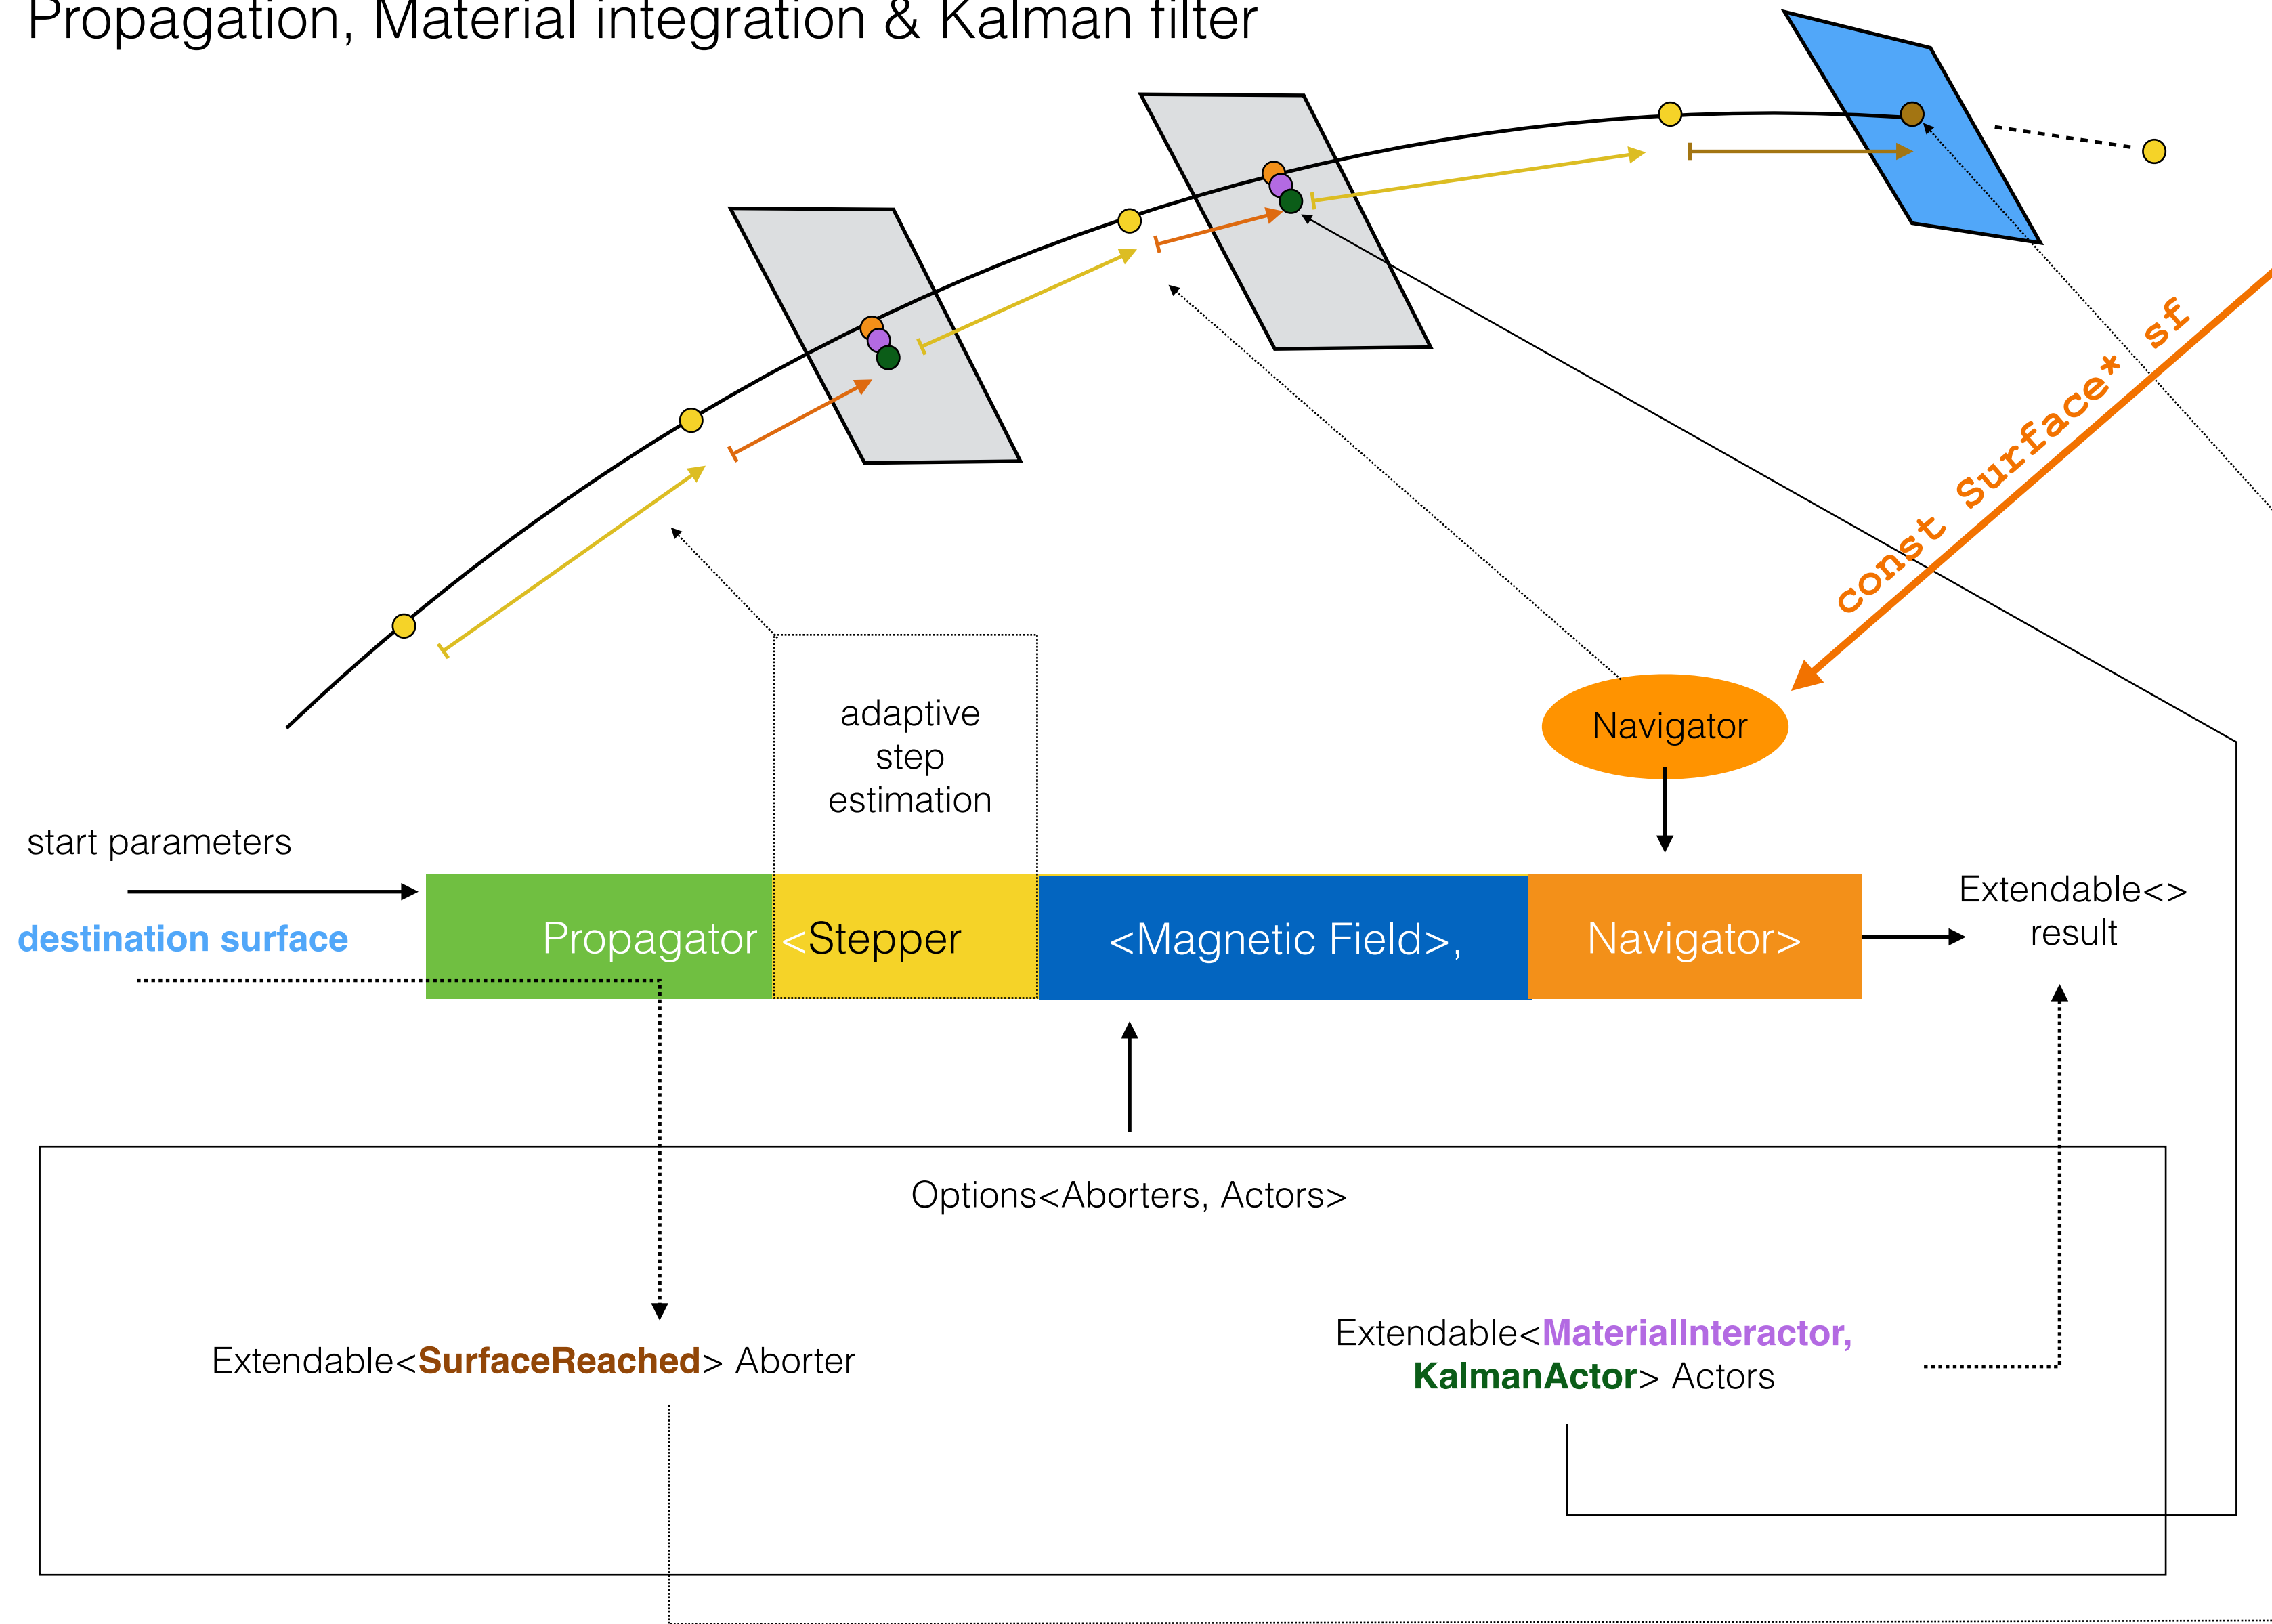 Propagation, Material integration & Kalman filter
const Surface* sf
adaptive
step
estimation
Navigator
start parameters
destination surface
Propagator <Stepper <Magnetic Field>, Navigator>
Extendable<>
result
Options<Aborters, Actors>
Extendable<SurfaceReached> Aborter
Extendable<MaterialInteractor,
KalmanActor> Actors